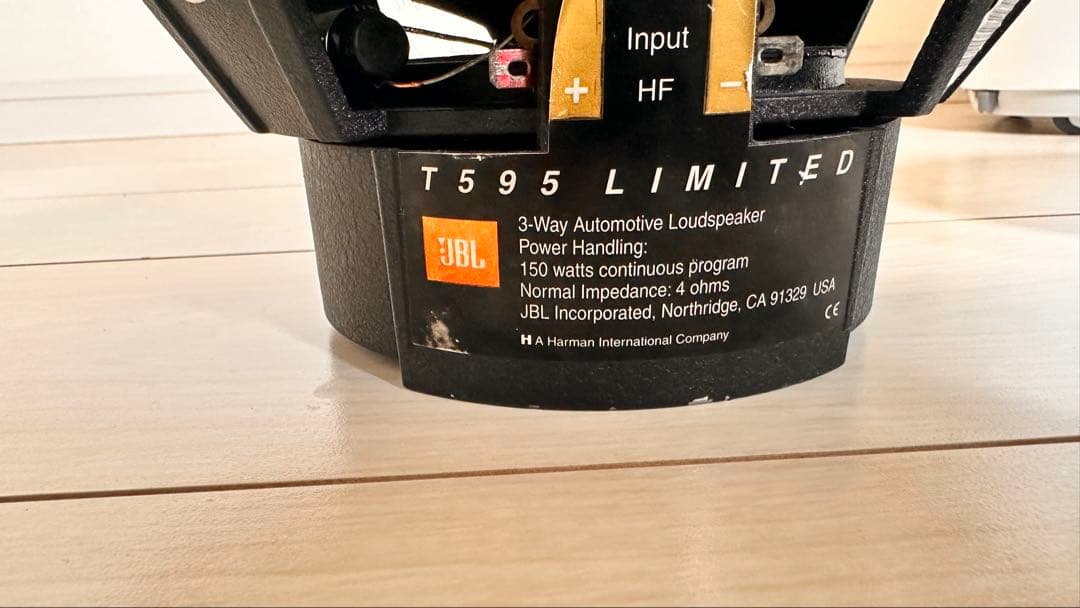 Input
+ HF −
T595 LIMITED
JBL
3-Way Automotive Loudspeaker
Power Handling:
150 watts continuous program
Normal Impedance: 4 ohms
JBL Incorporated, Northridge, CA 91329 USA
CE
H A Harman International Company